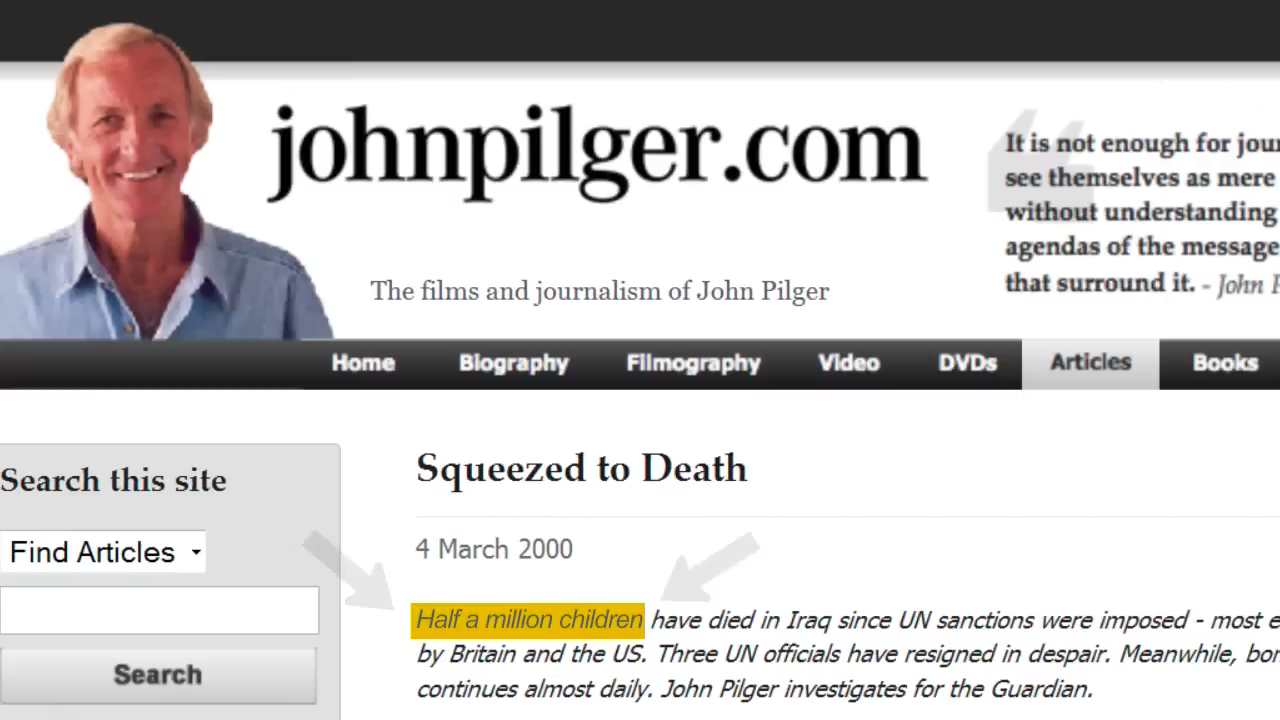 johnpilger.com
The films and journalism of John Pilger
It is not enough for
see themselves as mere
without understanding
agendas of the
that surround it. - John
Home Biography Filmography Video DVDs Articles Books
Search this site
Find Articles
Search
Squeezed to Death
4 March 2000
Half a million children have died in Iraq since UN sanctions were imposed - most
by Britain and the US. Three UN officials have resigned in despair. Meanwhile,
continues almost daily. John Pilger investigates for the Guardian.